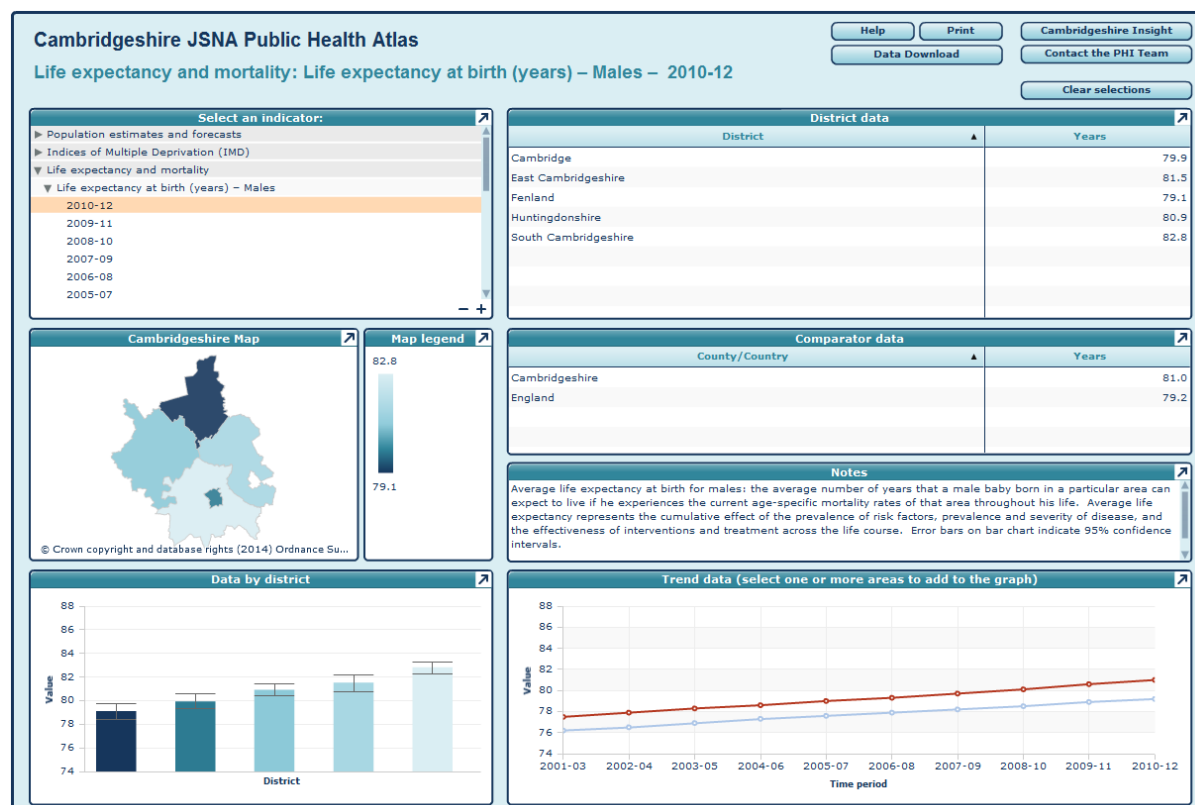 Cambridgeshire JSNA Public Health Atlas
Life expectancy and mortality: Life expectancy at birth (years) – Males – 2010-12
Help
Print
Data Download
Cambridgeshire Insight
Contact the PHI Team
Clear selections
Select an indicator:
Population estimates and forecasts
Indices of Multiple Deprivation (IMD)
Life expectancy and mortality
Life expectancy at birth (years) – Males
2010-12
2009-11
2008-10
2007-09
2006-08
2005-07
– +
District data
District Years
Cambridge 79.9
East Cambridgeshire 81.5
Fenland 79.1
Huntingdonshire 80.9
South Cambridgeshire 82.8
Cambridgeshire Map
© Crown copyright and database rights (2014) Ordnance Su...
Map legend
82.8
79.1
Comparator data
County/Country Years
Cambridgeshire 81.0
England 79.2
Notes
Average life expectancy at birth for males: the average number of years that a male baby born in a particular area can
expect to live if he experiences the current age-specific mortality rates of that area throughout his life. Average life
expectancy represents the cumulative effect of the prevalence of risk factors, prevalence and severity of disease, and
the effectiveness of interventions and treatment across the life course. Error bars on bar chart indicate 95% confidence
intervals.
Data by district
88
86
84
82
80
78
76
74
Value
District
Trend data (select one or more areas to add to the graph)
88
86
84
82
80
78
76
74
Value
2001-03 2002-04 2003-05 2004-06 2005-07 2006-08 2007-09 2008-10 2009-11 2010-12
Time period